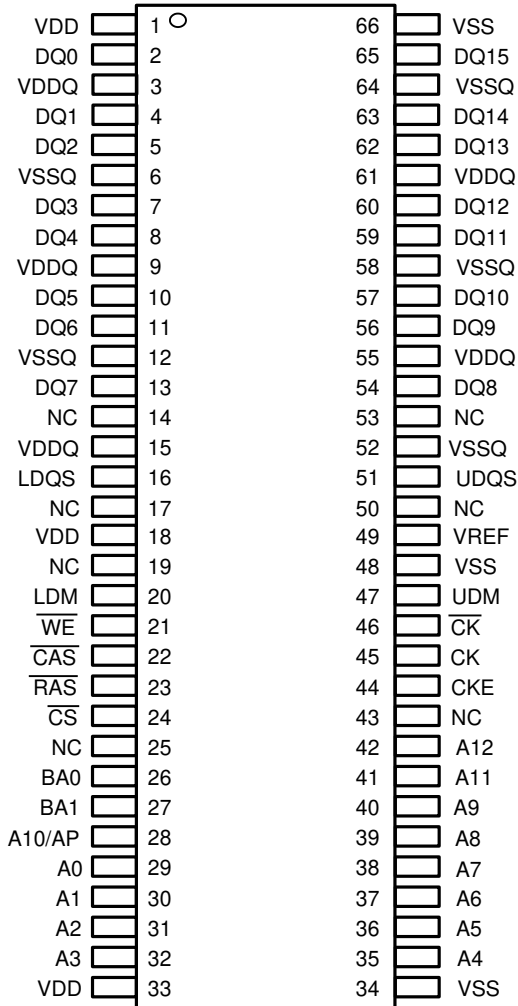 VDD 1 66 VSS
DQ0 2 65 DQ15
VDDQ 3 64 VSSQ
DQ1 4 63 DQ14
DQ2 5 62 DQ13
VSSQ 6 61 VDDQ
DQ3 7 60 DQ12
DQ4 8 59 DQ11
VDDQ 9 58 VSSQ
DQ5 10 57 DQ10
DQ6 11 56 DQ9
VSSQ 12 55 VDDQ
DQ7 13 54 DQ8
NC 14 53 NC
VDDQ 15 52 VSSQ
LDQS 16 51 UDQS
NC 17 50 NC
VDD 18 49 VREF
NC 19 48 VSS
LDM 20 47 UDM
W̅E̅ 21 46 C̅K̅
C̅A̅S̅ 22 45 CK
R̅A̅S̅ 23 44 CKE
C̅S̅ 24 43 NC
NC 25 42 A12
BA0 26 41 A11
BA1 27 40 A9
A10/AP 28 39 A8
A0 29 38 A7
A1 30 37 A6
A2 31 36 A5
A3 32 35 A4
VDD 33 34 VSS